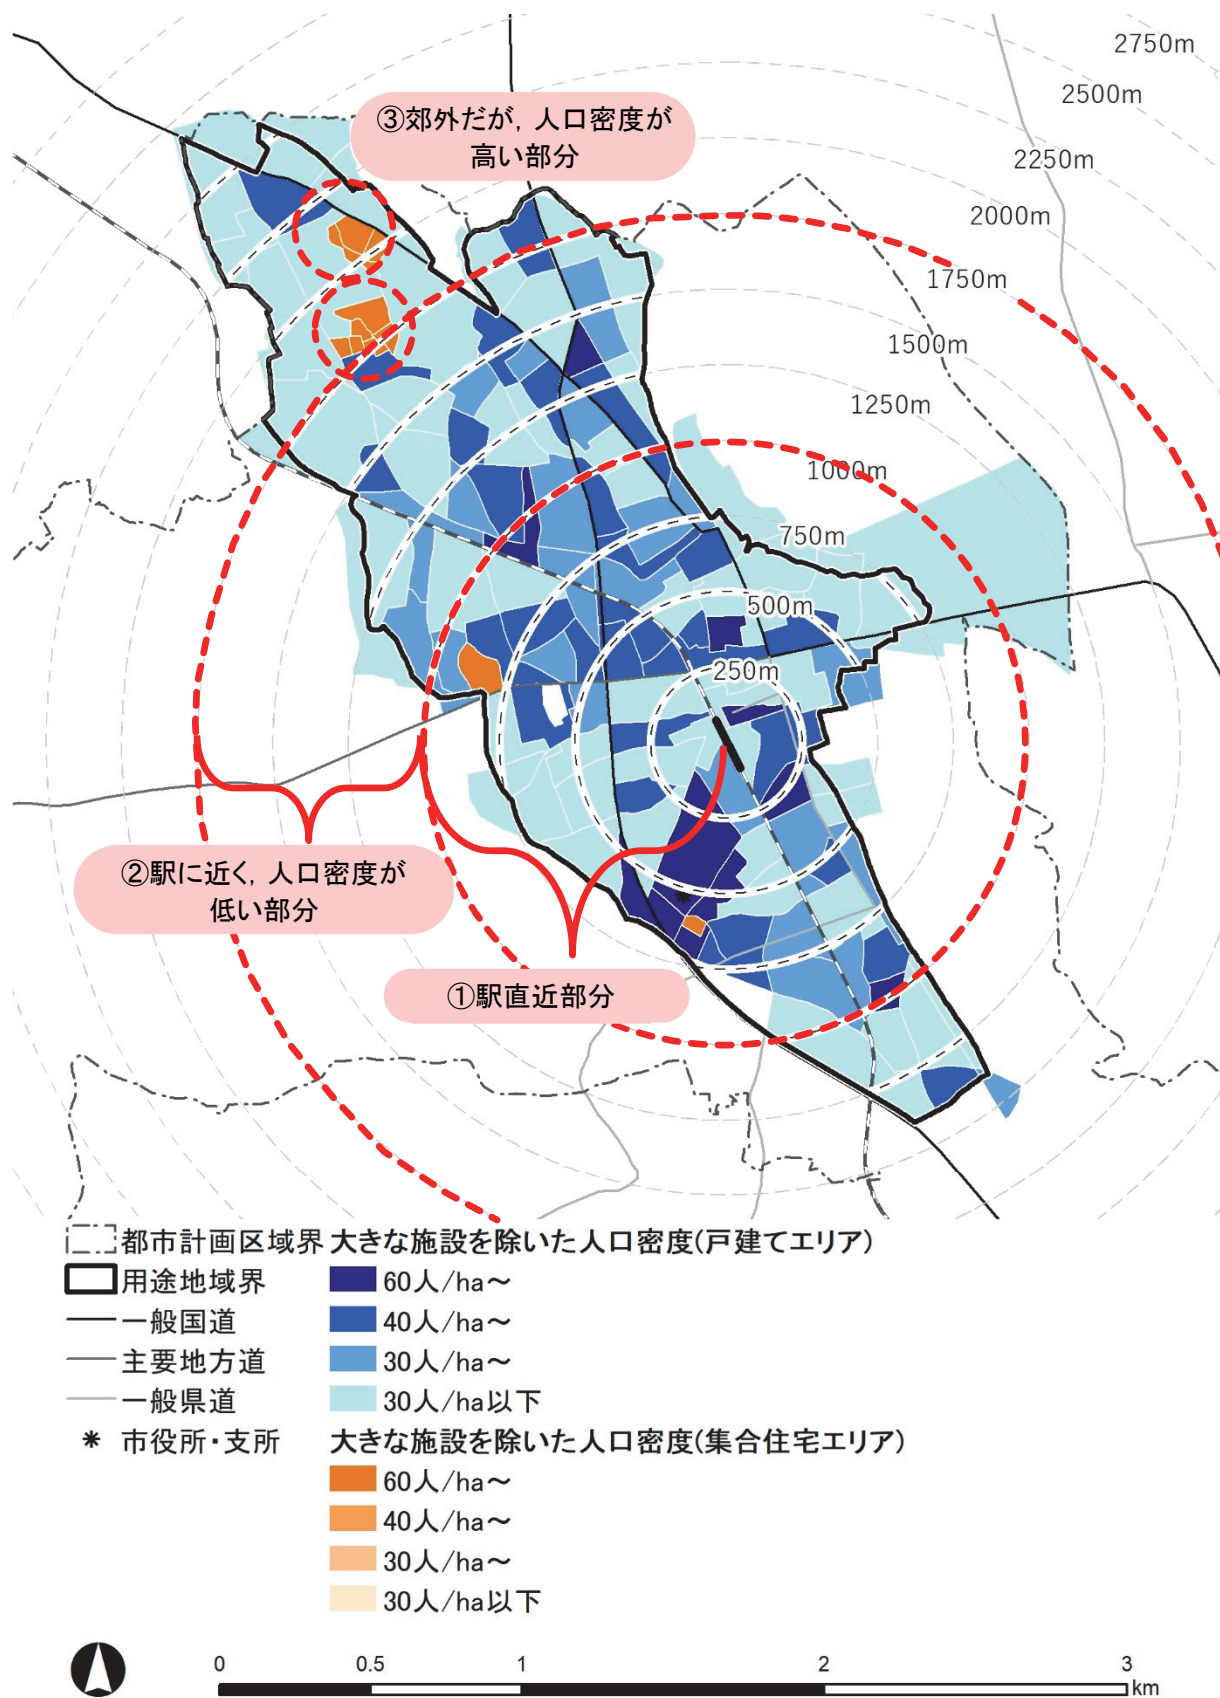 2750m
2500m
③郊外だが，人口密度が
高い部分
2250m
2000m
1750m
1500m
1250m
1000m
750m
500m
250m
②駅に近く，人口密度が
低い部分
①駅直近部分
都市計画区域界
用途地域界
一般国道
主要地方道
一般県道
市役所・支所
大きな施設を除いた人口密度(戸建てエリア)
60人/ha～
40人/ha～
30人/ha～
30人/ha以下
大きな施設を除いた人口密度(集合住宅エリア)
60人/ha～
40人/ha～
30人/ha～
30人/ha以下
0 0.5 1 2 3
km